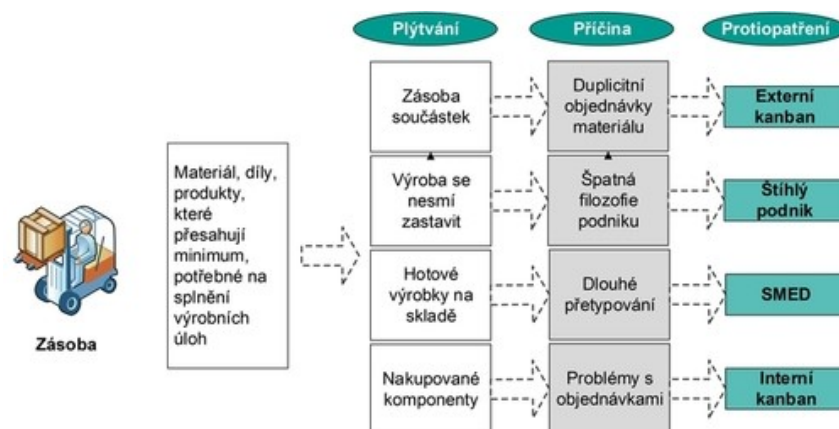 Plýtvání
Příčina
Protiopatření
Zásoba
součástek
Duplicitní
objednávky
materiálu
Externí
kanban
Materiál, díly,
produkty,
které
přesahují
minimum,
potřebné na
splnění
výrobních
úloh
Výroba se
nesmí
zastavit
Špatná
filozofie
podniku
Štíhlý
podnik
Hotové
výrobky na
skladě
Dlouhé
přetypování
SMED
Zásoba
Nakupované
komponenty
Problémy s
objednávkami
Interní
kanban